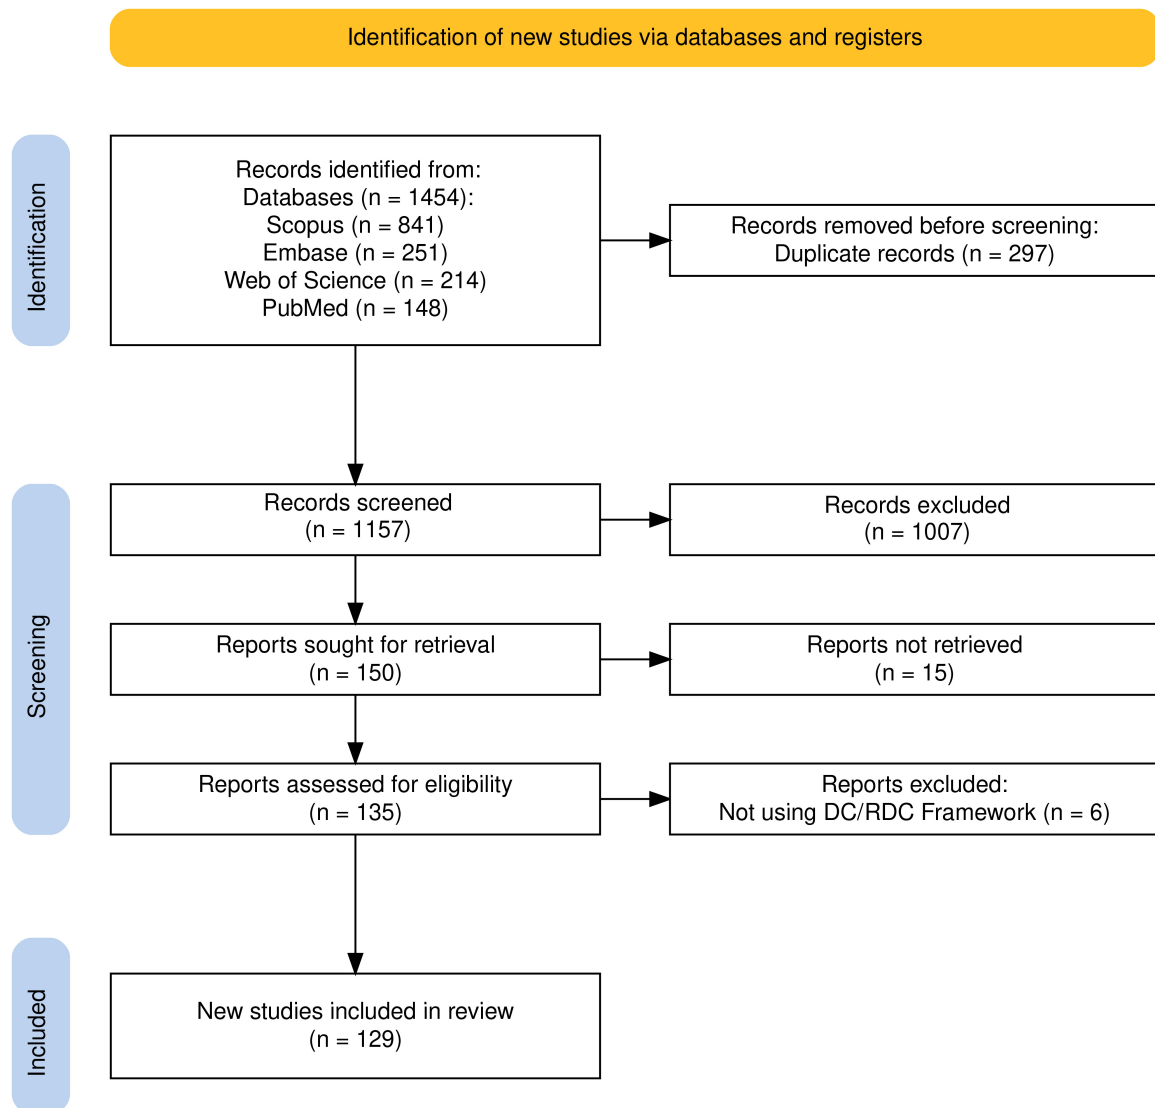 Identification of new studies via databases and registers
Identification
Records identified from:
Databases (n = 1454):
Scopus (n = 841)
Embase (n = 251)
Web of Science (n = 214)
PubMed (n = 148)
Records removed before screening:
Duplicate records (n = 297)
Screening
Records screened
(n = 1157)
Records excluded
(n = 1007)
Reports sought for retrieval
(n = 150)
Reports not retrieved
(n = 15)
Reports assessed for eligibility
(n = 135)
Reports excluded:
Not using DC/RDC Framework (n = 6)
Included
New studies included in review
(n = 129)